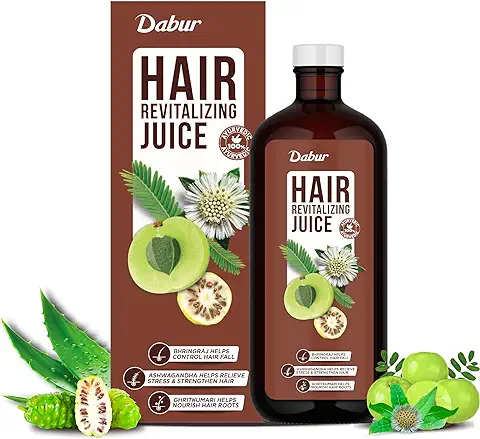 Dabur
HAIR
REVITALIZING
JUICE
AYURVEDIC
100%
AYURVEDIC
BHRINGRAJ HELPS
CONTROL HAIR FALL
ASHWAGANDHA HELPS RELIEVE
STRESS & STRENGTHEN HAIR
GHRITKUMARI HELPS
NOURISH HAIR ROOTS
Dabur
HAIR
REVITALIZING
JUICE
BHRINGRAJ HELPS
CONTROL HAIR FALL
ASHWAGANDHA HELPS RELIEVE
STRESS & STRENGTHEN HAIR
GHRITKUMARI HELPS
NOURISH HAIR ROOTS